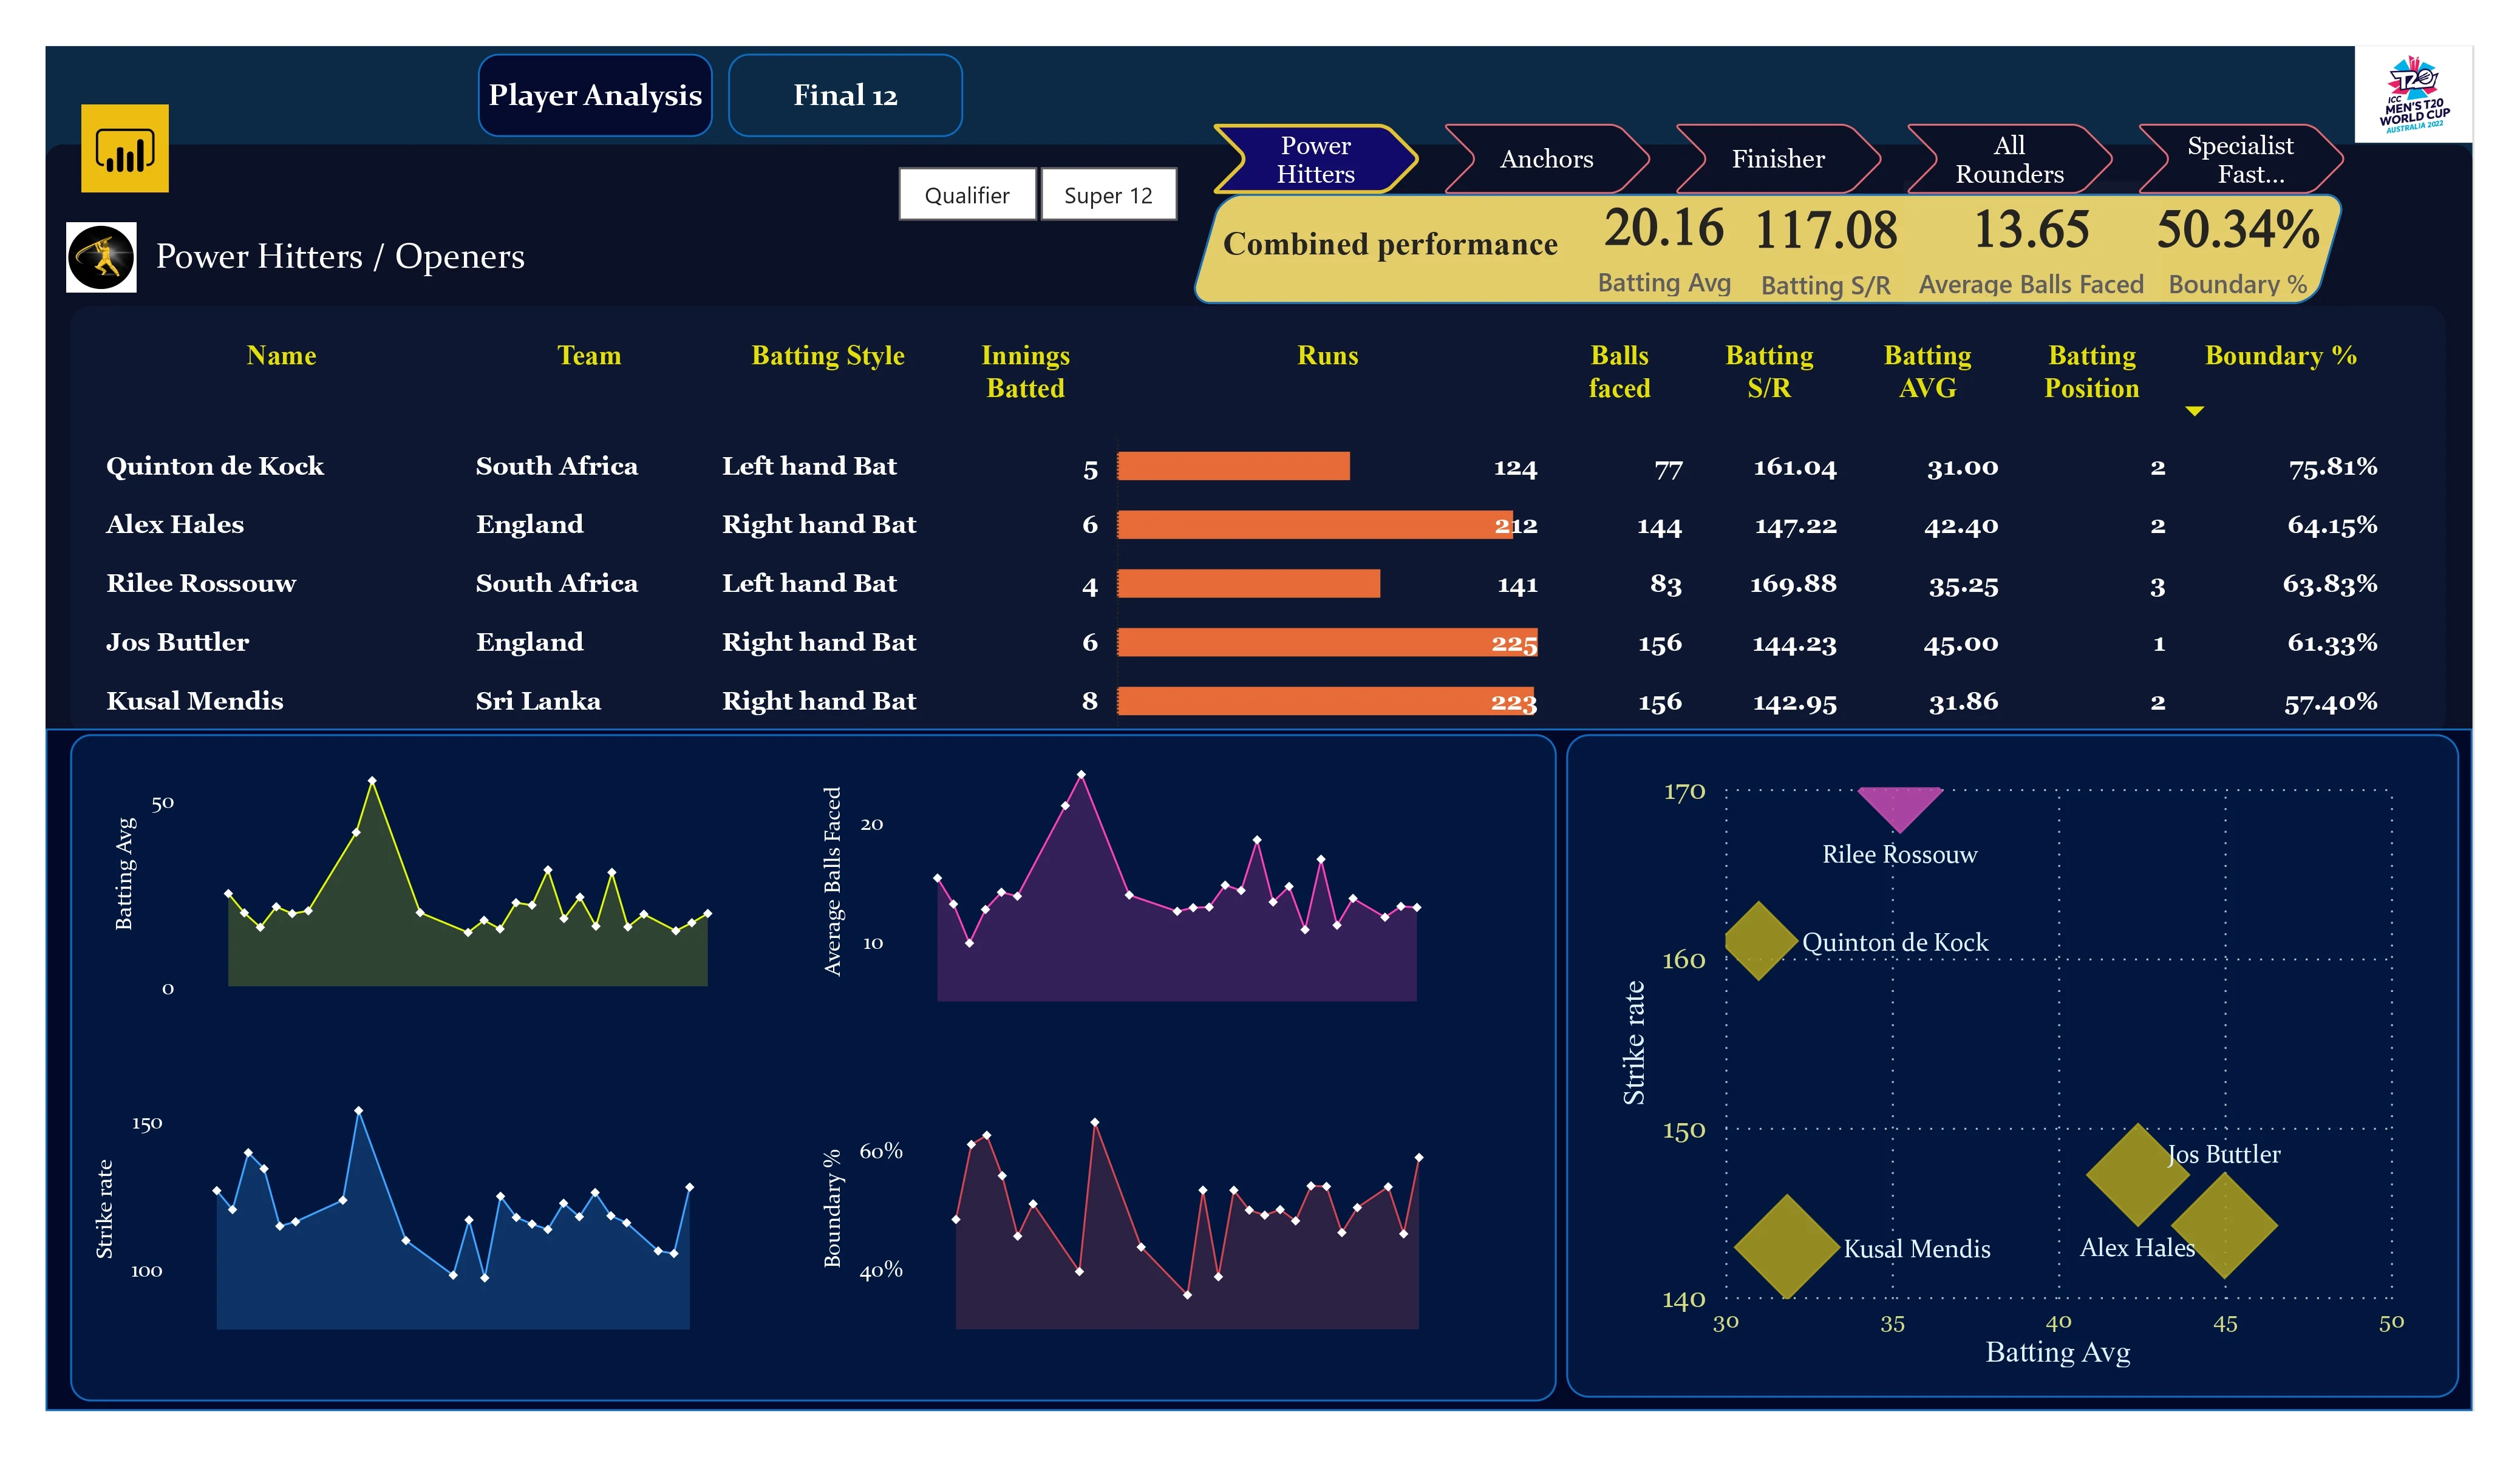 Player Analysis
Final 12
ICC
MEN'S T20
WORLD CUP
AUSTRALIA 2022
Power
Hitters
Anchors
Finisher
All
Rounders
Specialist
Fast...
Qualifier
Super 12
Power Hitters / Openers
Combined performance
20.16 117.08 13.65 50.34%
Batting Avg Batting S/R Average Balls Faced Boundary %
Name Team Batting Style Innings Batted Runs Balls faced Batting S/R Batting AVG Batting Position Boundary %
Quinton de Kock South Africa Left hand Bat 5 124 77 161.04 31.00 2 75.81%
Alex Hales England Right hand Bat 6 212 144 147.22 42.40 2 64.15%
Rilee Rossouw South Africa Left hand Bat 4 141 83 169.88 35.25 3 63.83%
Jos Buttler England Right hand Bat 6 225 156 144.23 45.00 1 61.33%
Kusal Mendis Sri Lanka Right hand Bat 8 223 156 142.95 31.86 2 57.40%
Batting Avg
50
0
Average Balls Faced
20
10
Strike rate
150
100
Boundary %
60%
40%
Strike rate
170
160
150
140
Rilee Rossouw
Quinton de Kock
Jos Buttler
Alex Hales
Kusal Mendis
30 35 40 45 50
Batting Avg